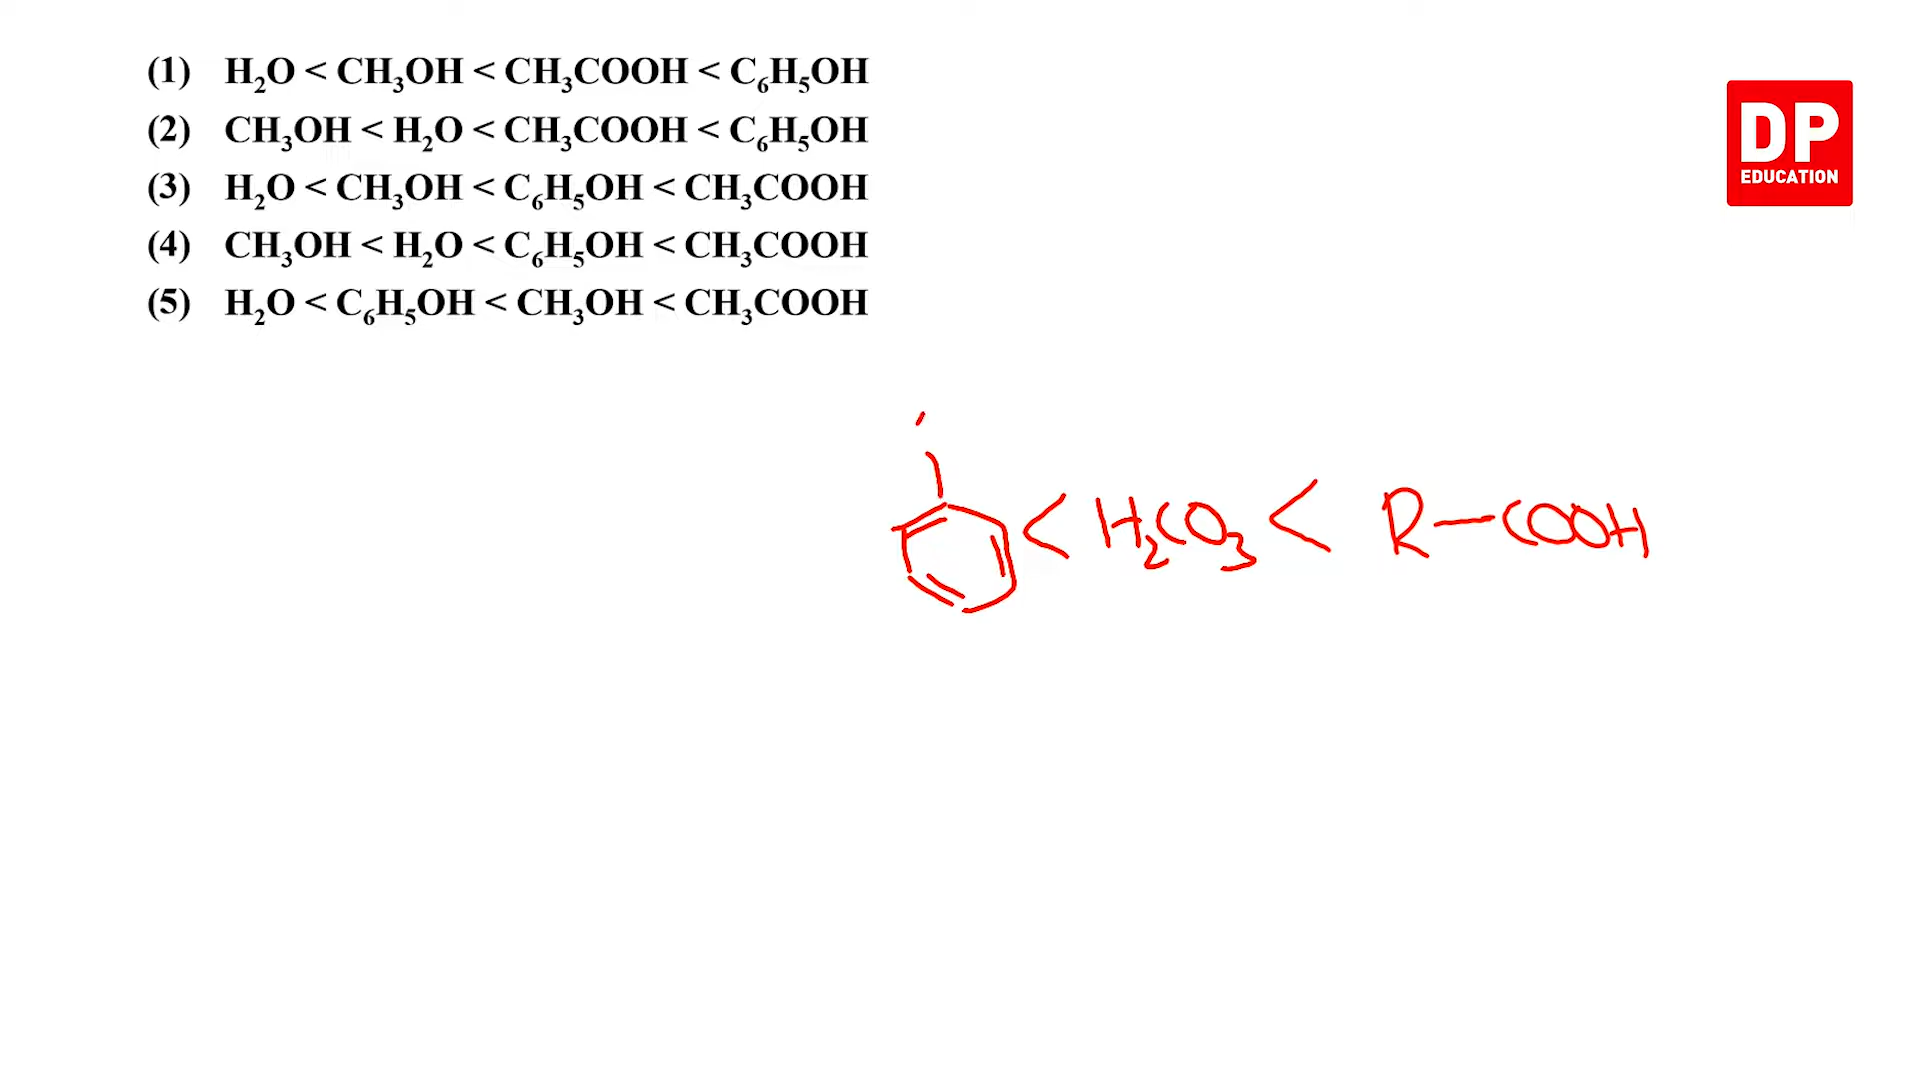 (1) H₂O < CH₃OH < CH₃COOH < C₆H₅OH
(2) CH₃OH < H₂O < CH₃COOH < C₆H₅OH
(3) H₂O < CH₃OH < C₆H₅OH < CH₃COOH
(4) CH₃OH < H₂O < C₆H₅OH < CH₃COOH
(5) H₂O < C₆H₅OH < CH₃OH < CH₃COOH
DP
EDUCATION
< H₂CO₃ < R—COOH